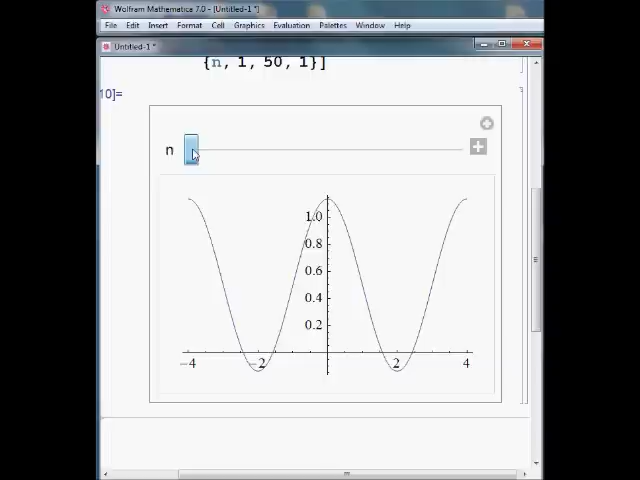 Wolfram Mathematica 7.0 - [Untitled-1 *]
File Edit Insert Format Cell Graphics Evaluation Palettes Window Help
Untitled-1 *
{n, 1, 50, 1}]
10]=
n
1.0
0.8
0.6
0.4
0.2
-4 -2 2 4